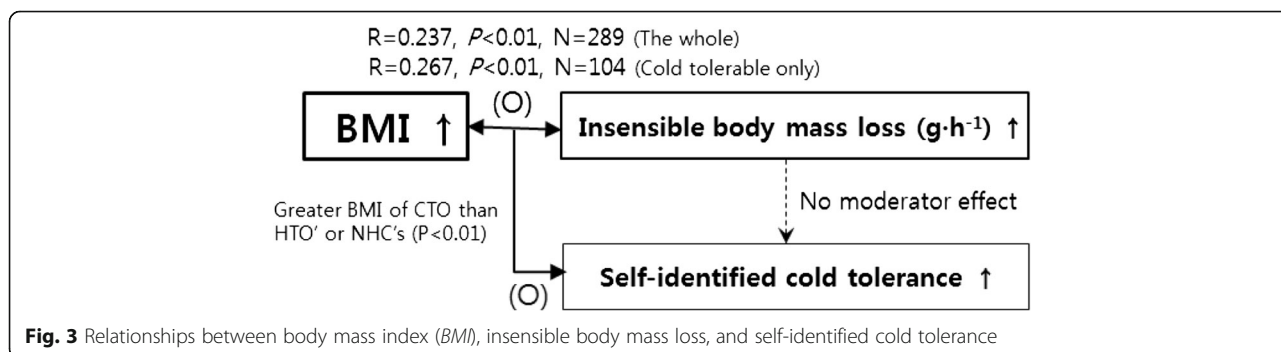 R=0.237, P<0.01, N=289 (The whole)
R=0.267, P<0.01, N=104 (Cold tolerable only)
(O)
BMI ↑
Insensible body mass loss (g·h⁻¹) ↑
Greater BMI of CTO than
HTO' or NHC's (P<0.01)
No moderator effect
(O)
Self-identified cold tolerance ↑
Fig. 3 Relationships between body mass index (BMI), insensible body mass loss, and self-identified cold tolerance